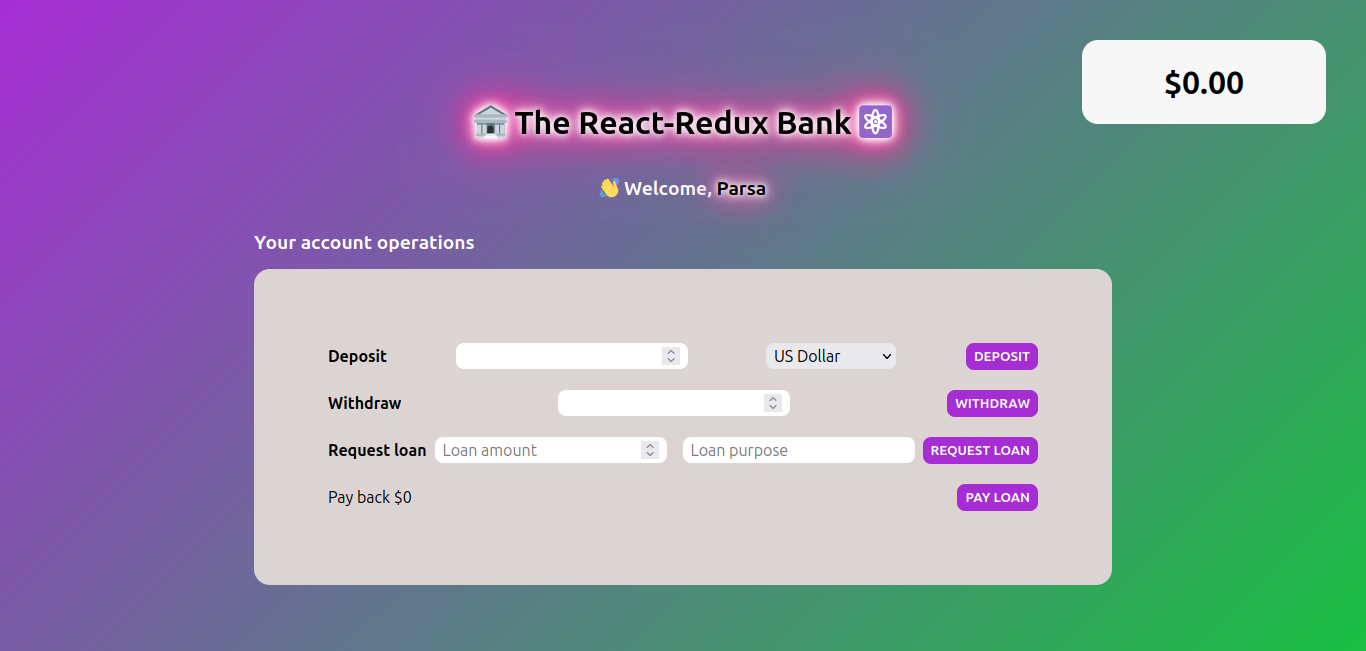 $0.00
🏛️ The React-Redux Bank ⚛️
👋 Welcome, Parsa
Your account operations
Deposit US Dollar DEPOSIT
Withdraw WITHDRAW
Request loan Loan amount Loan purpose REQUEST LOAN
Pay back $0 PAY LOAN